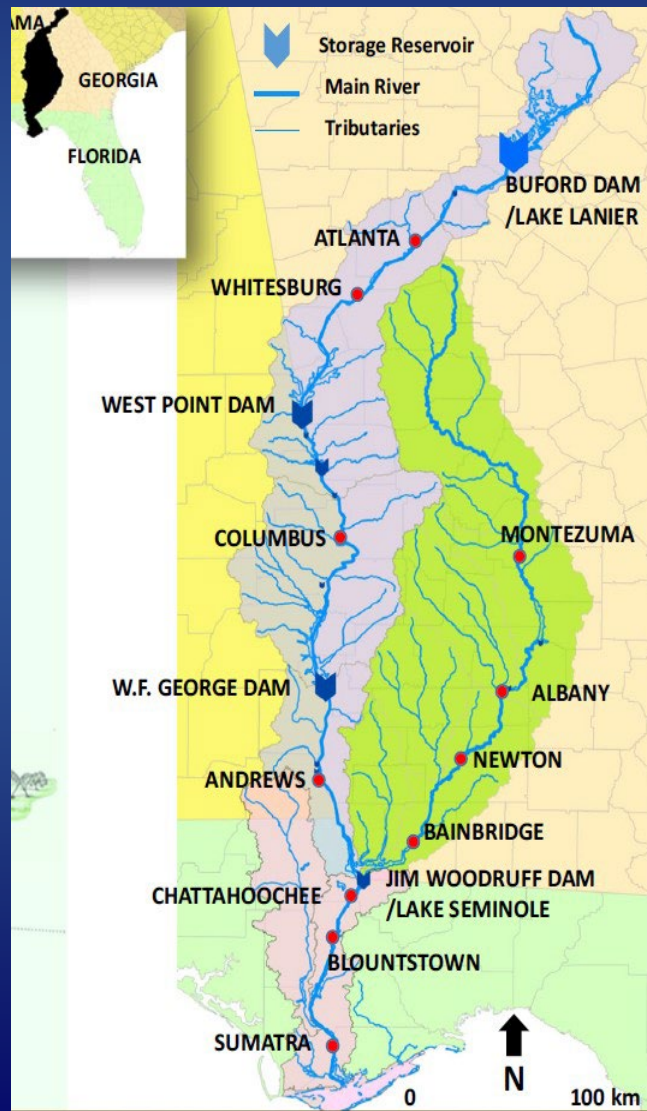 AMA
GEORGIA
FLORIDA
Storage Reservoir
Main River
Tributaries
BUFORD DAM
/LAKE LANIER
ATLANTA
WHITESBURG
WEST POINT DAM
COLUMBUS
MONTEZUMA
W.F. GEORGE DAM
ALBANY
NEWTON
ANDREWS
BAINBRIDGE
JIM WOODRUFF DAM
/LAKE SEMINOLE
CHATTAHOOCHEE
BLOUNTSTOWN
SUMATRA
N
0
100 km